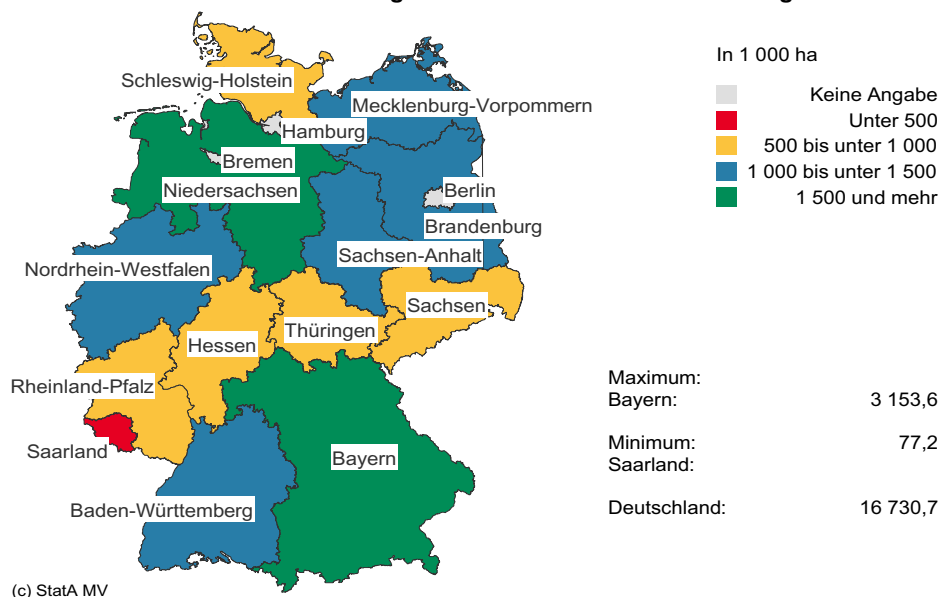 Schleswig-Holstein
Mecklenburg-Vorpommern
Hamburg
Bremen
Niedersachsen
Berlin
Brandenburg
Sachsen-Anhalt
Nordrhein-Westfalen
Sachsen
Thüringen
Hessen
Rheinland-Pfalz
Saarland
Bayern
Baden-Württemberg
In 1 000 ha
Keine Angabe
Unter 500
500 bis unter 1 000
1 000 bis unter 1 500
1 500 und mehr
Maximum:
Bayern: 3 153,6
Minimum: 77,2
Saarland:
Deutschland: 16 730,7
(c) StatA MV